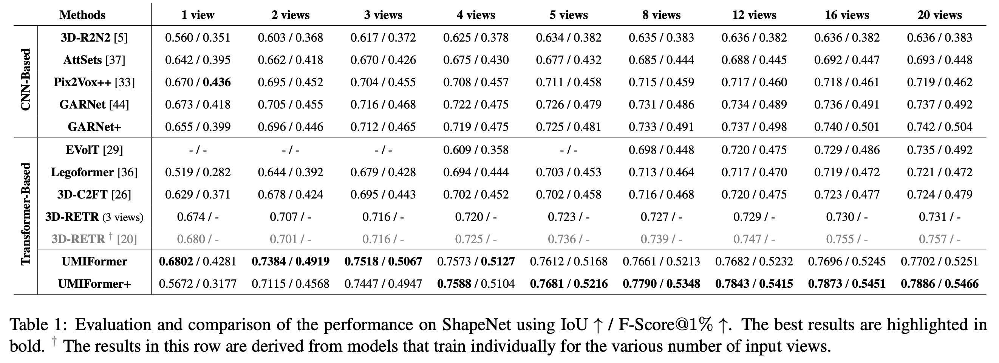 Methods 1 view 2 views 3 views 4 views 5 views 8 views 12 views 16 views 20 views
CNN-Based
3D-R2N2 [5] 0.560 / 0.351 0.603 / 0.368 0.617 / 0.372 0.625 / 0.378 0.634 / 0.382 0.635 / 0.383 0.636 / 0.382 0.636 / 0.382 0.636 / 0.383
AttSets [37] 0.642 / 0.395 0.662 / 0.418 0.670 / 0.426 0.675 / 0.430 0.677 / 0.432 0.685 / 0.444 0.688 / 0.445 0.692 / 0.447 0.693 / 0.448
Pix2Vox++ [33] 0.670 / 0.436 0.695 / 0.452 0.704 / 0.455 0.708 / 0.457 0.711 / 0.458 0.715 / 0.459 0.717 / 0.460 0.718 / 0.461 0.719 / 0.462
GARNet [44] 0.673 / 0.418 0.705 / 0.455 0.716 / 0.468 0.722 / 0.475 0.726 / 0.479 0.731 / 0.486 0.734 / 0.489 0.736 / 0.491 0.737 / 0.492
GARNet+ 0.655 / 0.399 0.696 / 0.446 0.712 / 0.465 0.719 / 0.475 0.725 / 0.481 0.733 / 0.491 0.737 / 0.498 0.740 / 0.501 0.742 / 0.504
Transformer-Based
EVolT [29] - / - - / - - / - 0.609 / 0.358 - / - 0.698 / 0.448 0.720 / 0.475 0.729 / 0.486 0.735 / 0.492
Legoformer [36] 0.519 / 0.282 0.644 / 0.392 0.679 / 0.428 0.694 / 0.444 0.703 / 0.453 0.713 / 0.464 0.717 / 0.470 0.719 / 0.472 0.721 / 0.472
3D-C2FT [26] 0.629 / 0.371 0.678 / 0.424 0.695 / 0.443 0.702 / 0.452 0.702 / 0.458 0.716 / 0.468 0.720 / 0.475 0.723 / 0.477 0.724 / 0.479
3D-RETR (3 views) 0.674 / - 0.707 / - 0.716 / - 0.720 / - 0.723 / - 0.727 / - 0.729 / - 0.730 / - 0.731 / -
3D-RETR † [20] 0.680 / - 0.701 / - 0.716 / - 0.725 / - 0.736 / - 0.739 / - 0.747 / - 0.755 / - 0.757 / -
UMIFormer 0.6802 / 0.4281 0.7384 / 0.4919 0.7518 / 0.5067 0.7573 / 0.5127 0.7612 / 0.5168 0.7661 / 0.5213 0.7682 / 0.5232 0.7696 / 0.5245 0.7702 / 0.5251
UMIFormer+ 0.5672 / 0.3177 0.7115 / 0.4568 0.7447 / 0.4947 0.7588 / 0.5104 0.7681 / 0.5216 0.7790 / 0.5348 0.7843 / 0.5415 0.7873 / 0.5451 0.7886 / 0.5466
Table 1: Evaluation and comparison of the performance on ShapeNet using IoU ↑ / F-Score@1% ↑. The best results are highlighted in
bold. † The results in this row are derived from models that train individually for the various number of input views.